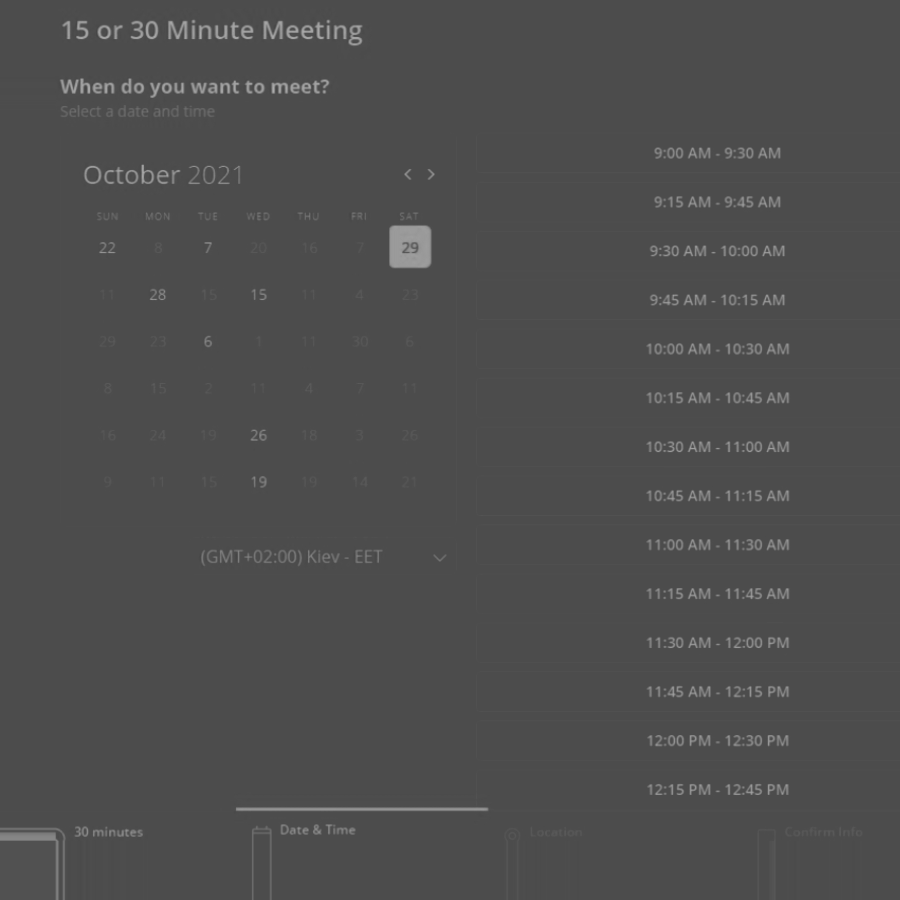 15 or 30 Minute Meeting
When do you want to meet?
Select a date and time
October 2021 < >
SUN MON TUE WED THU FRI SAT
22 8 7 20 16 7 29
11 28 15 15 11 4 23
29 23 6 1 11 30 6
8 15 2 11 4 7 11
16 24 19 26 18 3 26
9 11 15 19 19 14 21
(GMT+02:00) Kiev - EET
9:00 AM - 9:30 AM
9:15 AM - 9:45 AM
9:30 AM - 10:00 AM
9:45 AM - 10:15 AM
10:00 AM - 10:30 AM
10:15 AM - 10:45 AM
10:30 AM - 11:00 AM
10:45 AM - 11:15 AM
11:00 AM - 11:30 AM
11:15 AM - 11:45 AM
11:30 AM - 12:00 PM
11:45 AM - 12:15 PM
12:00 PM - 12:30 PM
12:15 PM - 12:45 PM
30 minutes
Date & Time
Location
Confirm Info